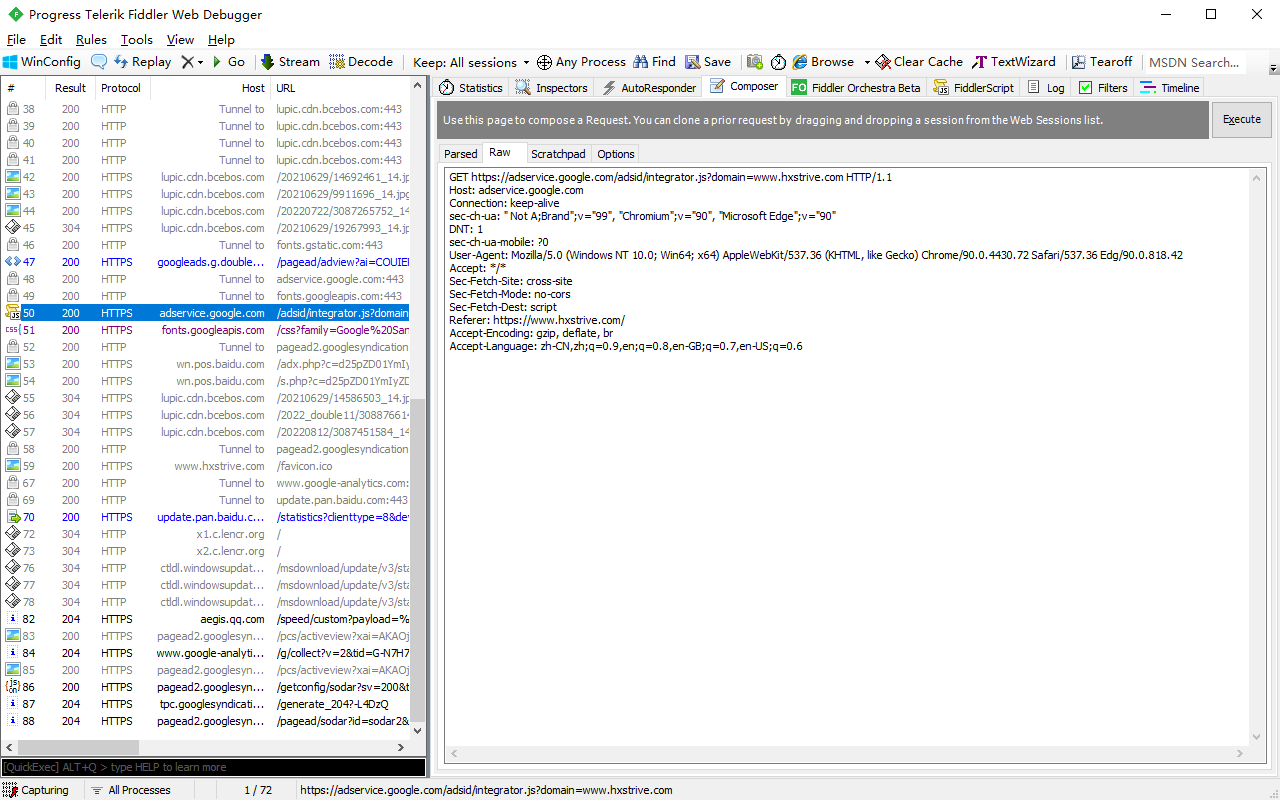 Progress Telerik Fiddler Web Debugger
File Edit Rules Tools View Help
WinConfig Replay Go Stream Decode Keep: All sessions Any Process Find Save Browse Clear Cache TextWizard Tearoff MSDN Search...
# Result Protocol Host URL
38 200 HTTP Tunnel to lupic.cdn.bcebos.com:443
39 200 HTTP Tunnel to lupic.cdn.bcebos.com:443
40 200 HTTP Tunnel to lupic.cdn.bcebos.com:443
41 200 HTTP Tunnel to lupic.cdn.bcebos.com:443
42 200 HTTPS lupic.cdn.bcebos.com /20210629/14692461_14.jp
43 200 HTTPS lupic.cdn.bcebos.com /20210629/9911696_14.jpg
44 200 HTTPS lupic.cdn.bcebos.com /20220722/3087265752_14
45 304 HTTPS lupic.cdn.bcebos.com /20210629/19267993_14.jp
46 200 HTTP Tunnel to fonts.gstatic.com:443
47 200 HTTPS googleads.g.double... /pagead/adview?ai=COUIEI
48 200 HTTP Tunnel to adservice.google.com:443
49 200 HTTP Tunnel to fonts.googleapis.com:443
50 200 HTTPS adservice.google.com /adsid/integrator.js?domain
css 51 200 HTTPS fonts.googleapis.com /css?family=Google%20San
52 200 HTTP Tunnel to pagead2.googlesyndication
53 200 HTTPS wn.pos.baidu.com /adx.php?c=d25pZD01YmIy
54 200 HTTPS wn.pos.baidu.com /s.php?c=d25pZD01YmIyZD
55 304 HTTPS lupic.cdn.bcebos.com /20210629/14586503_14.jp
56 304 HTTPS lupic.cdn.bcebos.com /2022_double11/30887661
57 304 HTTPS lupic.cdn.bcebos.com /20220812/3087451584_14
58 200 HTTP Tunnel to pagead2.googlesyndication
59 200 HTTPS www.hxstrive.com /favicon.ico
67 200 HTTP Tunnel to www.google-analytics.com:
69 200 HTTP Tunnel to update.pan.baidu.com:443
70 200 HTTPS update.pan.baidu.c... /statistics?clienttype=8&dev
72 304 HTTP x1.c.lencr.org /
73 304 HTTP x2.c.lencr.org /
76 304 HTTP ctldl.windowsupdat... /msdownload/update/v3/sta
77 304 HTTP ctldl.windowsupdat... /msdownload/update/v3/sta
78 304 HTTP ctldl.windowsupdat... /msdownload/update/v3/sta
82 204 HTTPS aegis.qq.com /speed/custom?payload=%
83 200 HTTPS pagead2.googlesyn... /pcs/activeview?xai=AKAOj
84 204 HTTPS www.google-analyti... /g/collect?v=2&tid=G-N7H7
85 200 HTTPS pagead2.googlesyn... /pcs/activeview?xai=AKAOj
86 200 HTTPS pagead2.googlesyn... /getconfig/sodar?sv=200&t
87 204 HTTPS tpc.googlesyndicati... /generate_204?-L4DzQ
88 204 HTTPS pagead2.googlesyn... /pagead/sodar?id=sodar2&
[QuickExec] ALT+Q > type HELP to learn more
Statistics Inspectors AutoResponder Composer FO Fiddler Orchestra Beta FiddlerScript Log Filters Timeline
Use this page to compose a Request. You can clone a prior request by dragging and dropping a session from the Web Sessions list.
Execute
Parsed Raw Scratchpad Options
GET https://adservice.google.com/adsid/integrator.js?domain=www.hxstrive.com HTTP/1.1
Host: adservice.google.com
Connection: keep-alive
sec-ch-ua: " Not A;Brand";v="99", "Chromium";v="90", "Microsoft Edge";v="90"
DNT: 1
sec-ch-ua-mobile: ?0
User-Agent: Mozilla/5.0 (Windows NT 10.0; Win64; x64) AppleWebKit/537.36 (KHTML, like Gecko) Chrome/90.0.4430.72 Safari/537.36 Edg/90.0.818.42
Accept: */*
Sec-Fetch-Site: cross-site
Sec-Fetch-Mode: no-cors
Sec-Fetch-Dest: script
Referer: https://www.hxstrive.com/
Accept-Encoding: gzip, deflate, br
Accept-Language: zh-CN,zh;q=0.9,en;q=0.8,en-GB;q=0.7,en-US;q=0.6
Capturing All Processes 1 / 72 https://adservice.google.com/adsid/integrator.js?domain=www.hxstrive.com